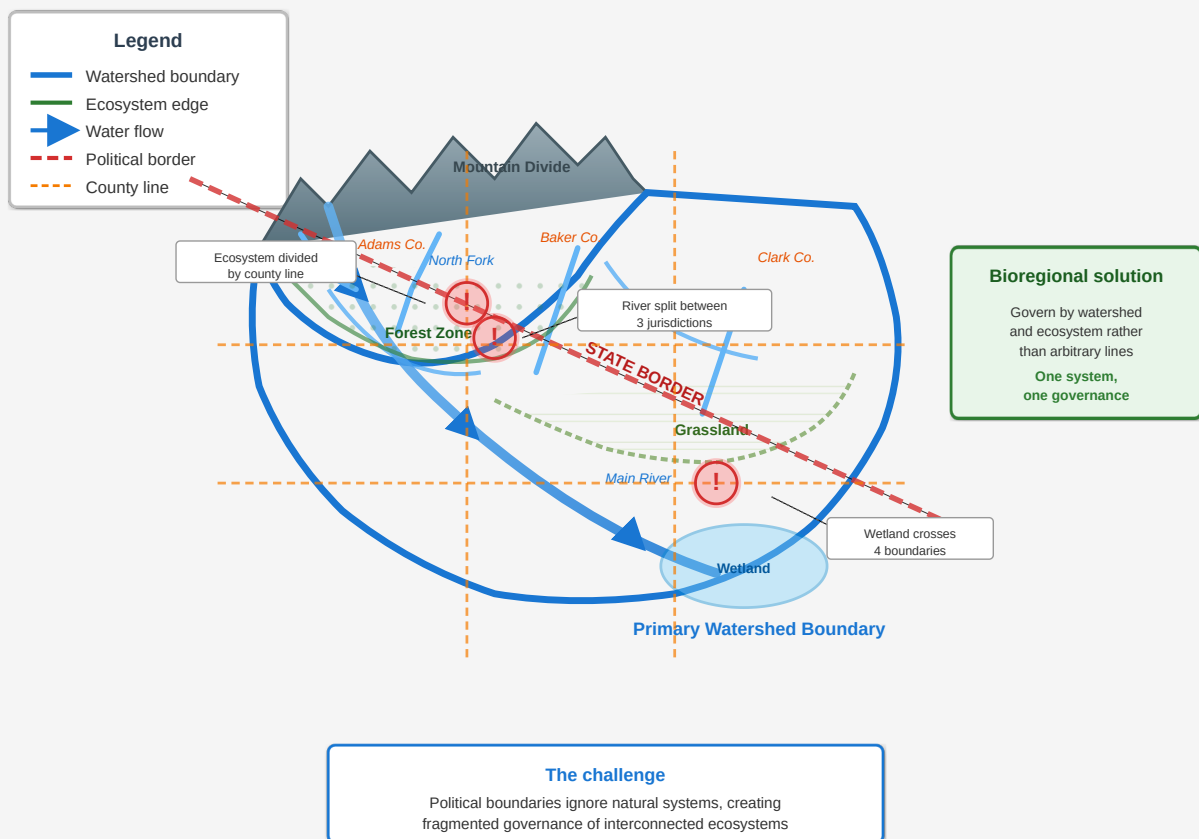 Legend
Watershed boundary
Ecosystem edge
Water flow
Political border
County line
Mountain Divide
Adams Co.
Baker Co.
Clark Co.
North Fork
Ecosystem divided
by county line
!
River split between
3 jurisdictions
Forest Zone
!
STATE BORDER
Grassland
Main River
!
Wetland crosses
4 boundaries
Wetland
Primary Watershed Boundary
Bioregional solution
Govern by watershed
and ecosystem rather
than arbitrary lines
One system,
one governance
The challenge
Political boundaries ignore natural systems, creating
fragmented governance of interconnected ecosystems